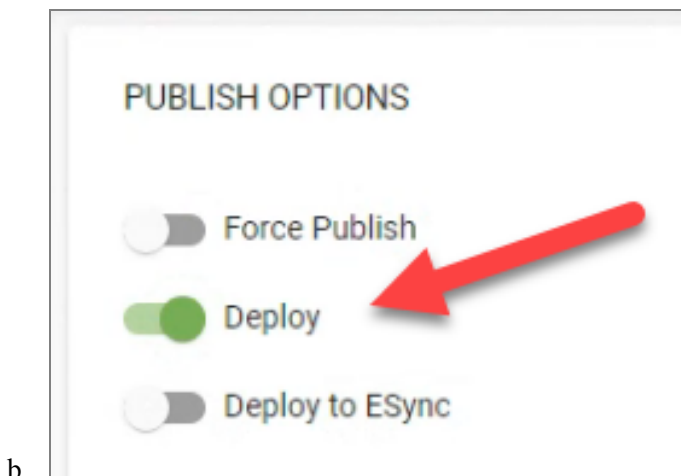 PUBLISH OPTIONS
Force Publish
Deploy
Deploy to ESync
b